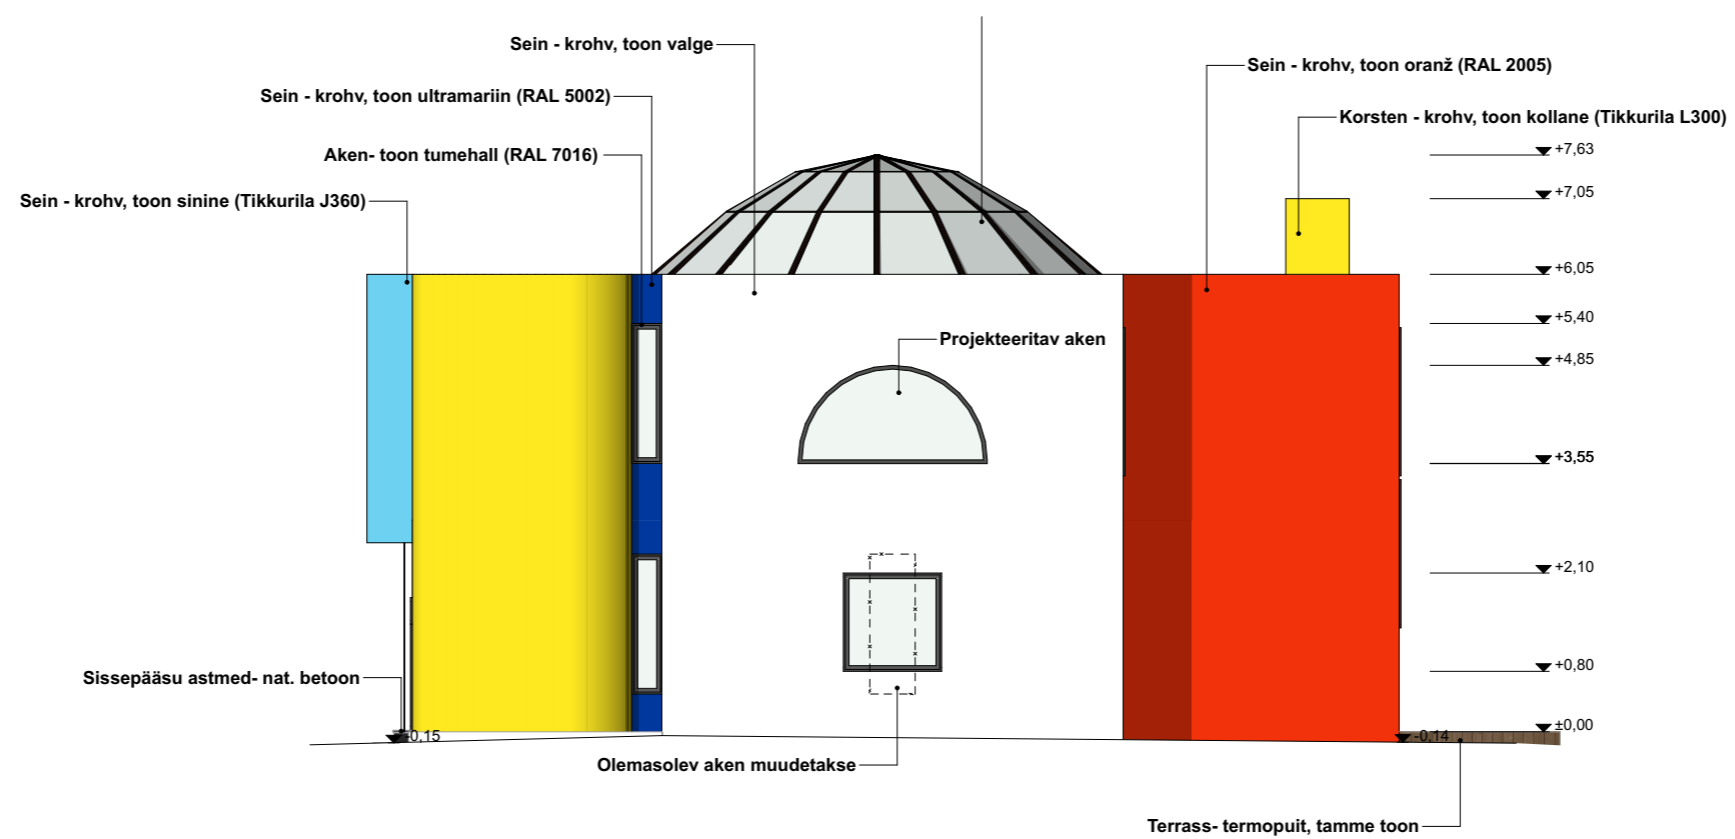 Sein - krohv, toon valge
Sein - krohv, toon oranž (RAL 2005)
Sein - krohv, toon ultramariin (RAL 5002)
Korsten - krohv, toon kollane (Tikkurila L300)
Aken- toon tumehall (RAL 7016)
+7,63
Sein - krohv, toon sinine (Tikkurila J360)
+7,05
+6,05
+5,40
Projekteeritav aken
+4,85
+3,55
+2,10
+0,80
Sissepääsu astmed- nat. betoon
±0,00
-0,15
-0,14
Olemasolev aken muudetakse
Terrass- termopuit, tamme toon